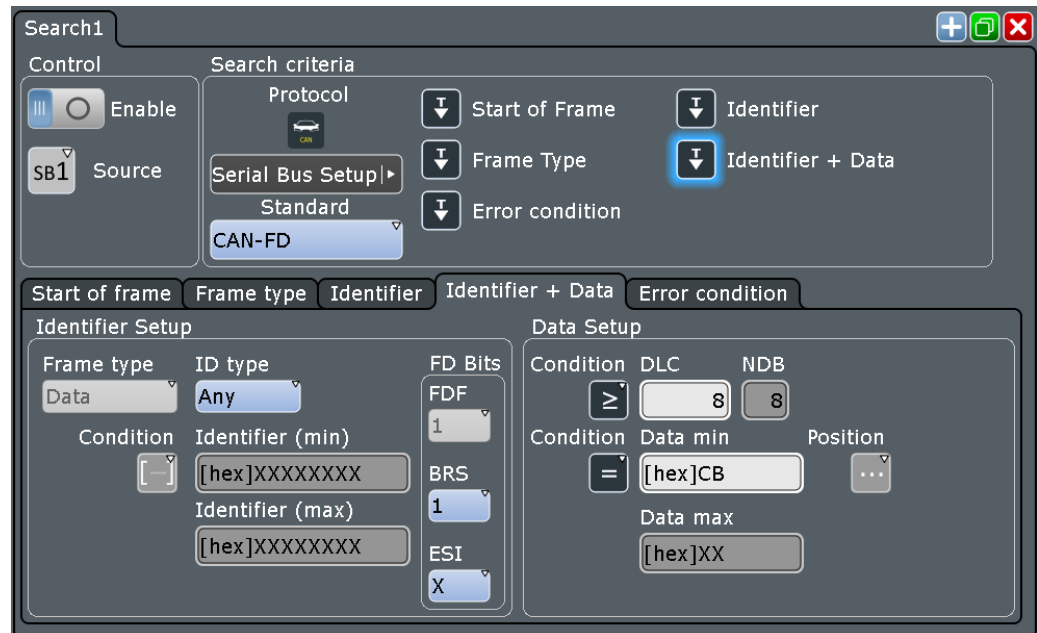 Search1
Control
Enable
SB1 Source
Search criteria
Protocol
CAN
Serial Bus Setup
Standard
CAN-FD
Start of Frame
Frame Type
Error condition
Identifier
Identifier + Data
Start of frame Frame type Identifier Identifier + Data Error condition
Identifier Setup
Frame type ID type
Data Any
Condition Identifier (min)
[–] [hex]XXXXXXXX
Identifier (max)
[hex]XXXXXXXX
FD Bits
FDF
1
BRS
1
ESI
X
Data Setup
Condition DLC NDB
≥ 8 8
Condition Data min Position
= [hex]CB ...
Data max
[hex]XX